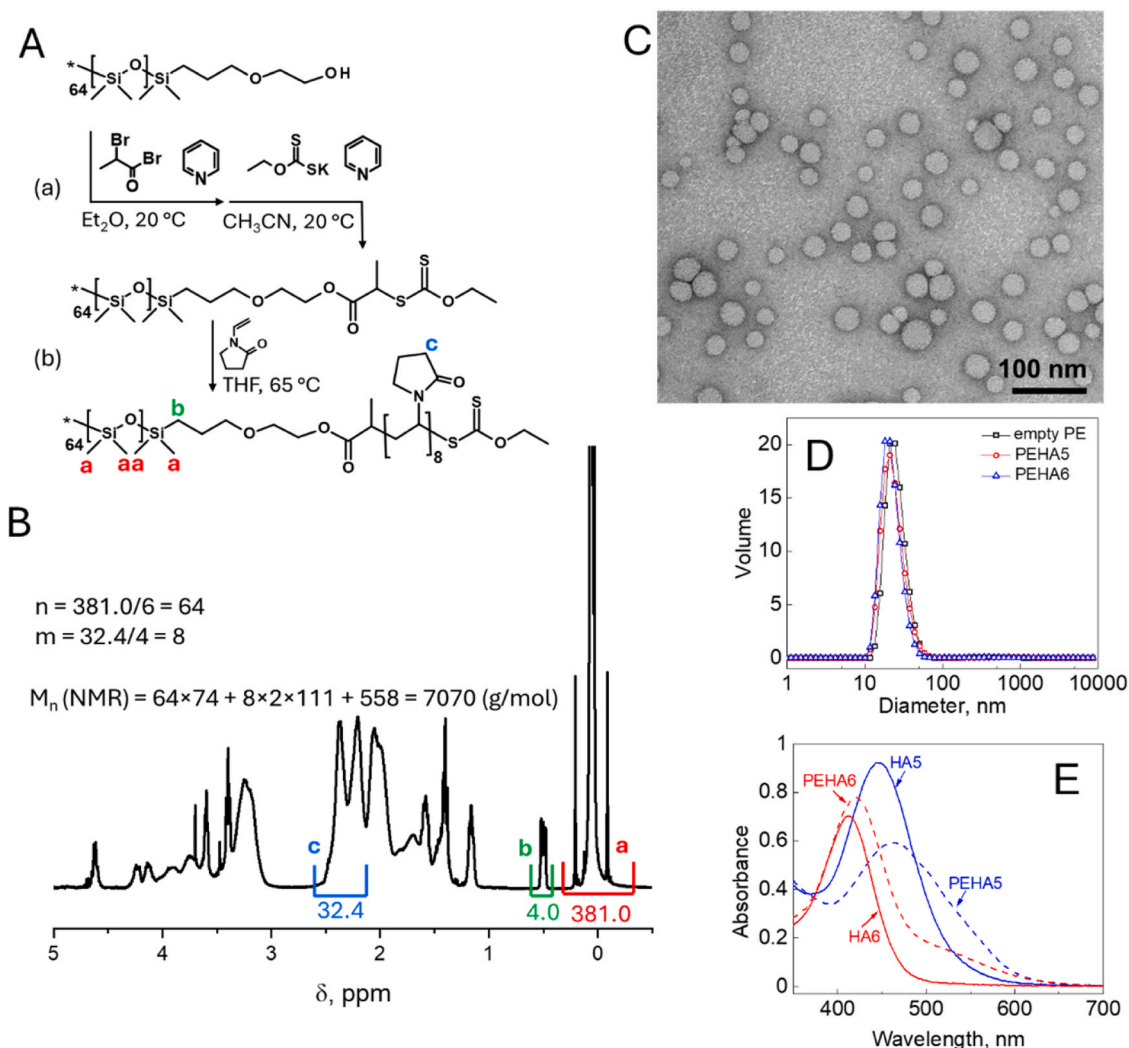 A
*
64
[
Si
O
]
Si
O
OH
Br
Br
O
N
O
S
SK
N
(a)
Et₂O, 20 °C
CH₃CN, 20 °C
*
64
[
Si
O
]
Si
O
O
O
S
S
O
(b)
N
O
THF, 65 °C
c
N
O
b
*
64
[
Si
O
]
Si
O
O
O
[
]
8
S
S
O
a
aa
a
B
n = 381.0/6 = 64
m = 32.4/4 = 8
Mₙ (NMR) = 64×74 + 8×2×111 + 558 = 7070 (g/mol)
c
b
a
32.4
4.0
381.0
5
4
3
2
1
0
δ, ppm
C
100 nm
D
empty PE
PEHA5
PEHA6
Volume
20
15
10
5
0
1
10
100
1000
10000
Diameter, nm
E
PEHA6
HA5
PEHA5
HA6
Absorbance
1
0.8
0.6
0.4
0.2
0
400
500
600
700
Wavelength, nm